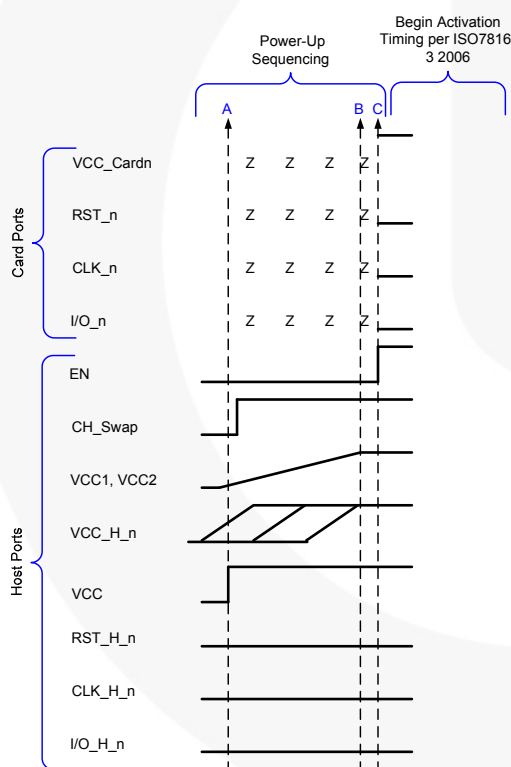 Begin Activation
Timing per ISO7816
3 2006
Power-Up
Sequencing
A B C
VCC_Cardn Z Z Z Z
RST_n Z Z Z Z
CLK_n Z Z Z Z
I/O_n Z Z Z Z
Card Ports
EN
CH_Swap
VCC1, VCC2
VCC_H_n
VCC
RST_H_n
CLK_H_n
I/O_H_n
Host Ports